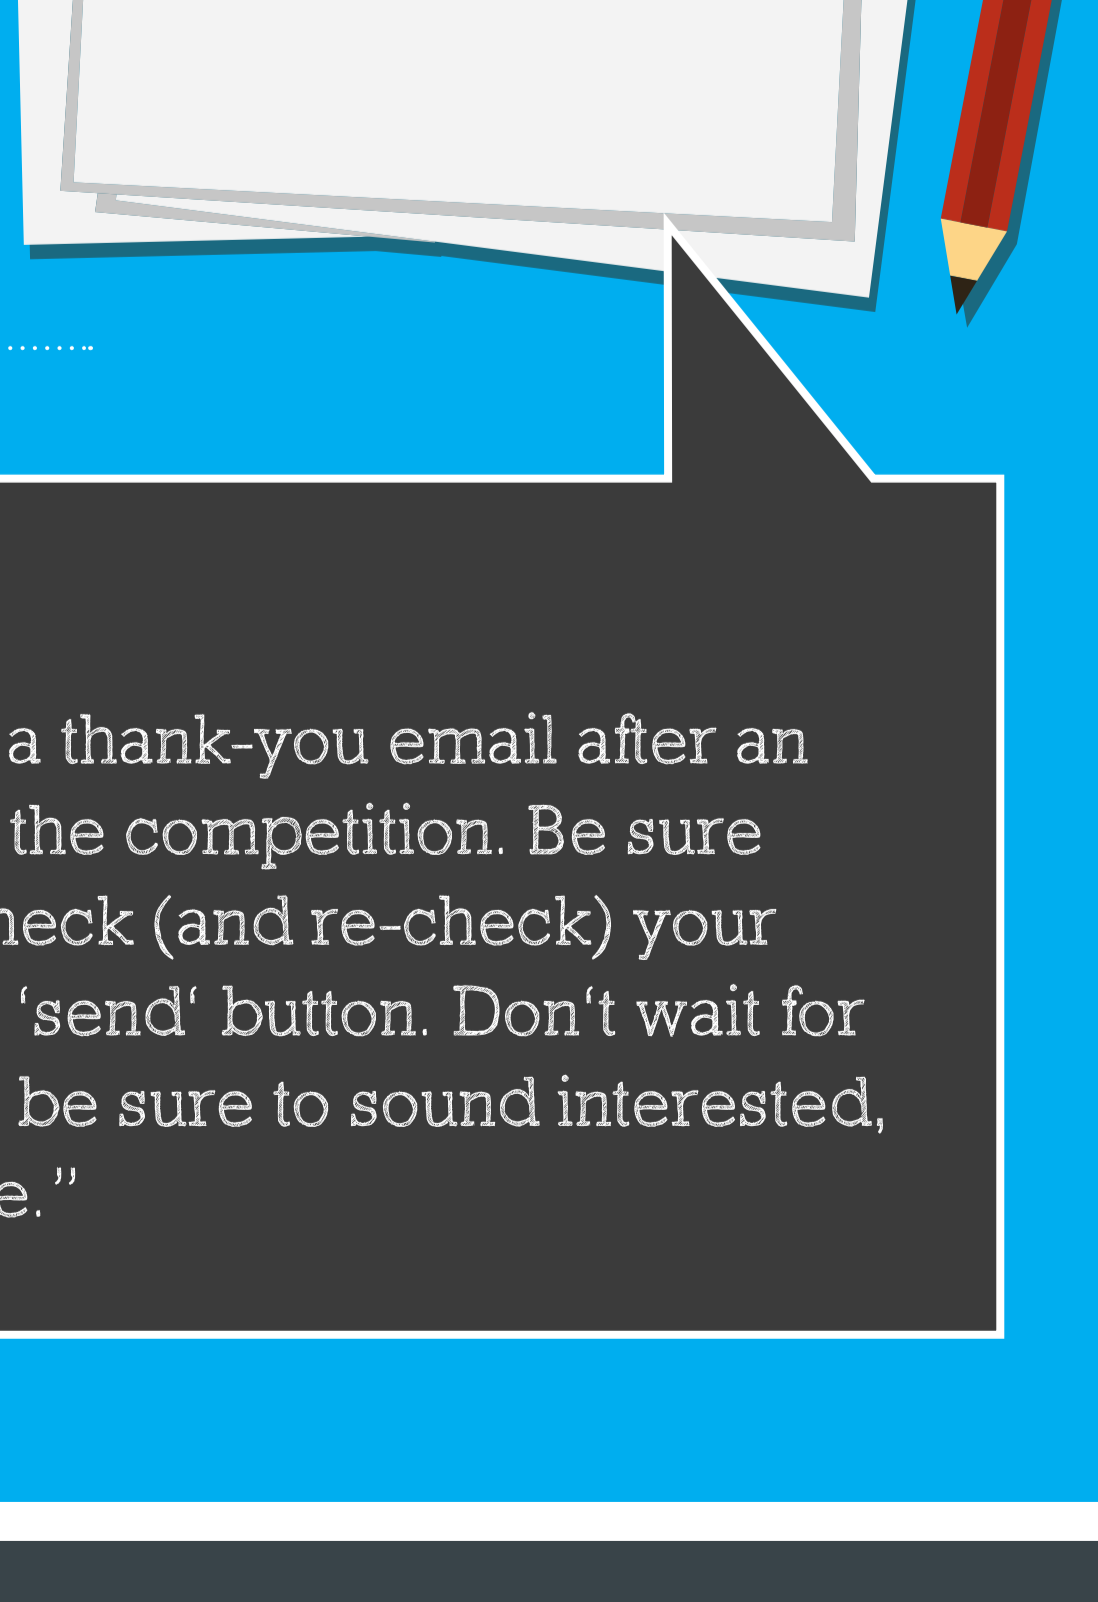 ........
a thank-you email after an
the competition. Be sure
(and re-check) your
‘send‘ button. Don‘t wait for
be sure to sound interested,